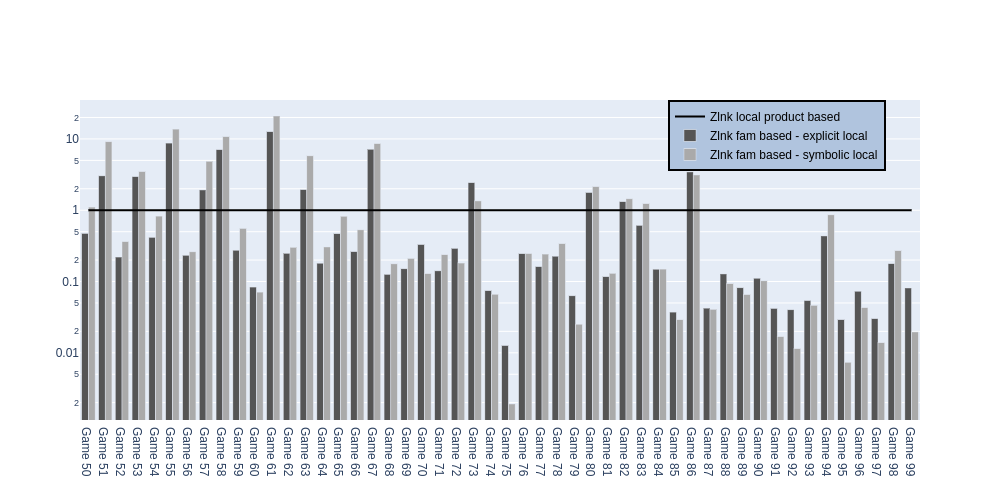 Zlnk local product based
Zlnk fam based - explicit local
Zlnk fam based - symbolic local
2
10
5
2
1
5
2
0.1
5
2
0.01
5
2
Game 50
Game 51
Game 52
Game 53
Game 54
Game 55
Game 56
Game 57
Game 58
Game 59
Game 60
Game 61
Game 62
Game 63
Game 64
Game 65
Game 66
Game 67
Game 68
Game 69
Game 70
Game 71
Game 72
Game 73
Game 74
Game 75
Game 76
Game 77
Game 78
Game 79
Game 80
Game 81
Game 82
Game 83
Game 84
Game 85
Game 86
Game 87
Game 88
Game 89
Game 90
Game 91
Game 92
Game 93
Game 94
Game 95
Game 96
Game 97
Game 98
Game 99